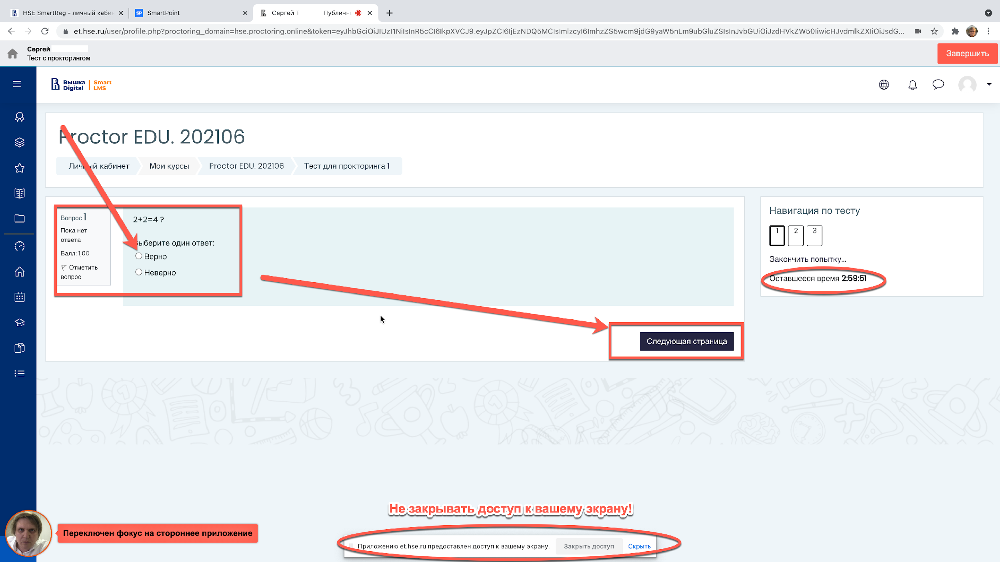 HSE SmartReg - личный кабин
SmartPoint
Сергей Т
Публичн
et.hse.ru/user/profile.php?proctoring_domain=hse.proctoring.online&token=eyJhbGciOiJIUzI1NiIsInR5cCI6IkpXVCJ9.eyJpZCI6IjEzNDQ5MCIsImlzcyI6ImhzZS5wcm9jdG9yaW5nLm9ubGluZSIsInJvbGUiOiJzdHVkZW50IiwicHJvdmlkZXIiOiJsdG...
Сергей
Тест с прокторингом
Завершить
Вышка
Digital
Smart
LMS
Proctor EDU. 202106
Личный кабинет
Мои курсы
Proctor EDU. 202106
Тест для прокторинга 1
Вопрос 1
Пока нет
ответа
Балл: 1,00
Отметить
вопрос
2+2=4 ?
Выберите один ответ:
Верно
Неверно
Следующая страница
Навигация по тесту
1
2
3
Закончить попытку...
Оставшееся время 2:59:51
Не закрывать доступ к вашему экрану!
Переключен фокус на стороннее приложение
Приложению et.hse.ru предоставлен доступ к вашему экрану.
Закрыть доступ
Скрыть